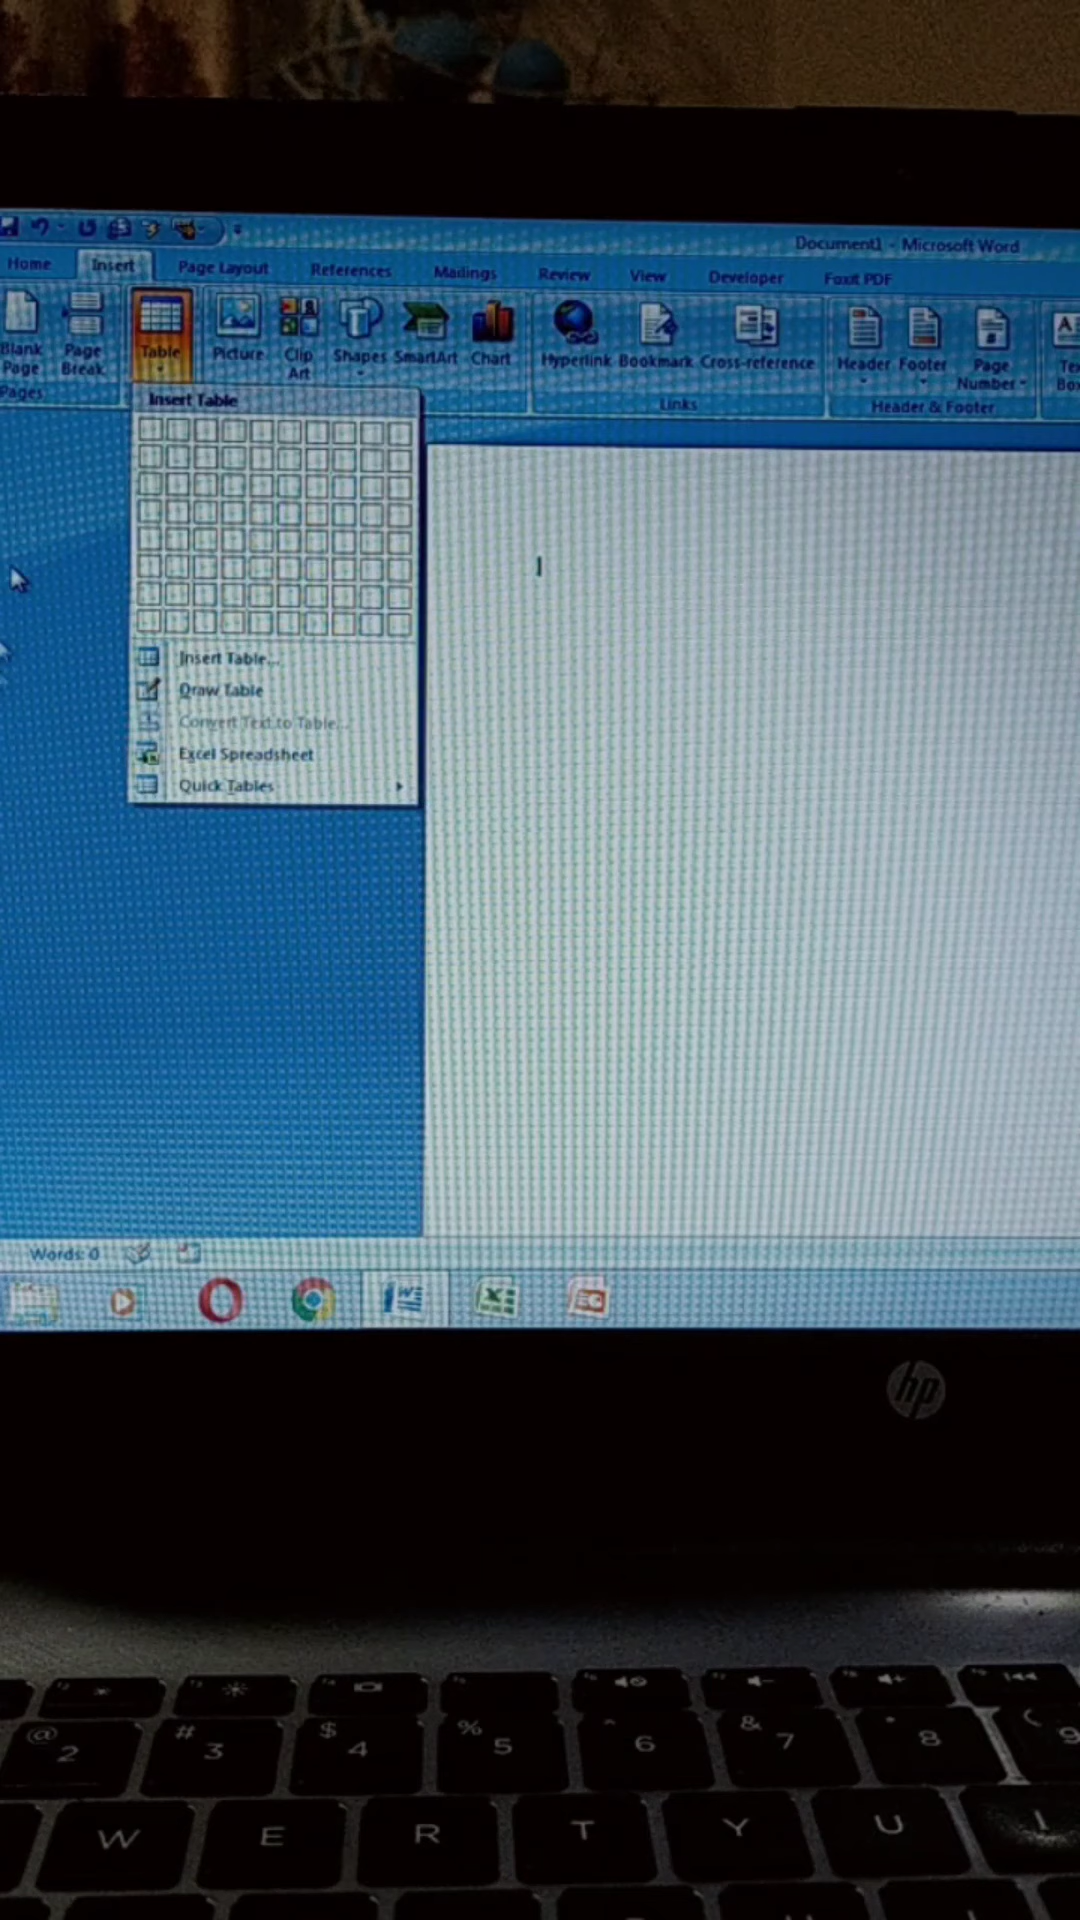 Document1 - Microsoft Word
Home Insert Page Layout References Mailings Review View Developer Foxit PDF
Blank Page
Page Break
Table
Picture
Clip Art
Shapes
SmartArt
Chart
Hyperlink
Bookmark
Cross-reference
Header
Footer
Page Number
Pages
Links
Header & Footer
Insert Table
Insert Table...
Draw Table
Convert Text to Table...
Excel Spreadsheet
Quick Tables
Words: 0
hp
@ 2 # 3 $ 4 % 5 ^ 6 & 7 * 8 ( 9
W E R T Y U I